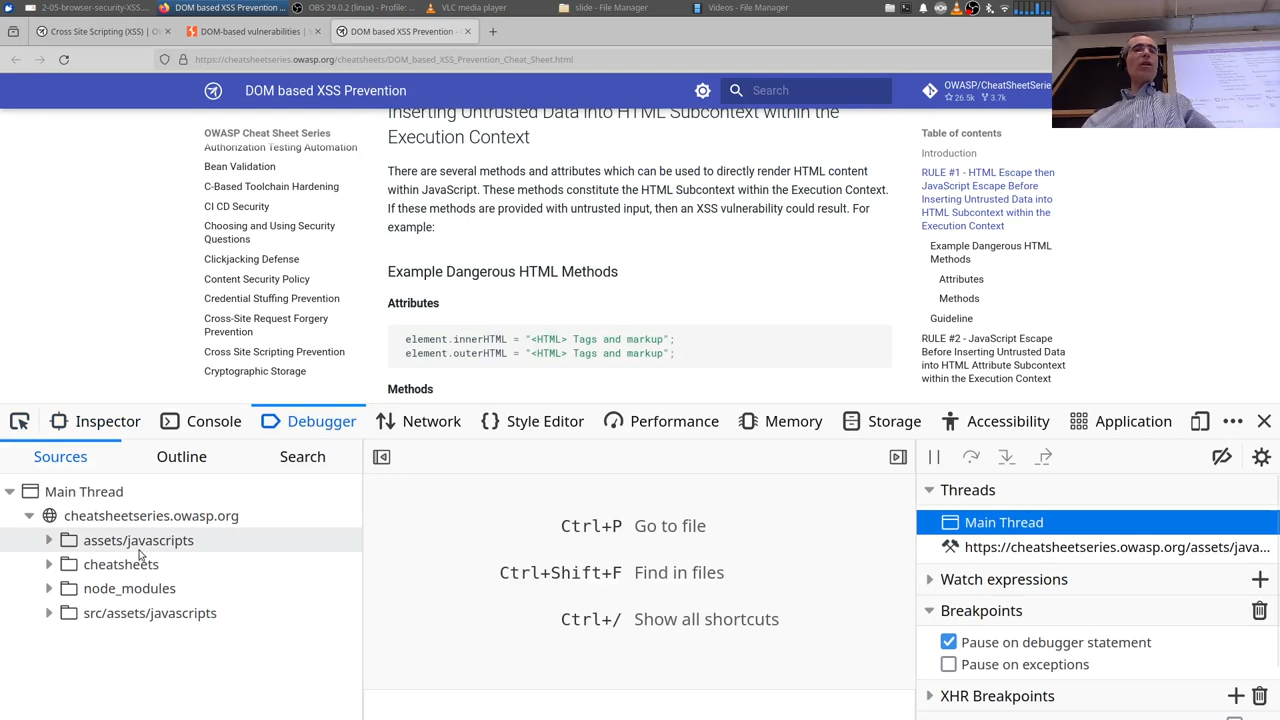 2-05-browser-security-XSS....
DOM based XSS Prevention ...
OBS 29.0.2 (linux) - Profile: ...
VLC media player
slide - File Manager
Videos - File Manager
Cross Site Scripting (XSS) | O
DOM-based vulnerabilities | \
DOM based XSS Prevention -
https://cheatsheetseries.owasp.org/cheatsheets/DOM_based_XSS_Prevention_Cheat_Sheet.html
DOM based XSS Prevention
Search
OWASP/CheatSheetSerie
26.5k 3.7k
OWASP Cheat Sheet Series
Authorization Testing Automation
Bean Validation
C-Based Toolchain Hardening
CI CD Security
Choosing and Using Security
Questions
Clickjacking Defense
Content Security Policy
Credential Stuffing Prevention
Cross-Site Request Forgery
Prevention
Cross Site Scripting Prevention
Cryptographic Storage
Inserting Untrusted Data into HTML Subcontext within the
Execution Context
There are several methods and attributes which can be used to directly render HTML content
within JavaScript. These methods constitute the HTML Subcontext within the Execution Context.
If these methods are provided with untrusted input, then an XSS vulnerability could result. For
example:
Example Dangerous HTML Methods
Attributes
element.innerHTML = "<HTML> Tags and markup";
element.outerHTML = "<HTML> Tags and markup";
Methods
Table of contents
Introduction
RULE #1 - HTML Escape then
JavaScript Escape Before
Inserting Untrusted Data into
HTML Subcontext within the
Execution Context
Example Dangerous HTML
Methods
Attributes
Methods
Guideline
RULE #2 - JavaScript Escape
Before Inserting Untrusted Data
into HTML Attribute Subcontext
within the Execution Context
Inspector
Console
Debugger
Network
Style Editor
Performance
Memory
Storage
Accessibility
Application
Sources
Outline
Search
Main Thread
cheatsheetseries.owasp.org
assets/javascripts
cheatsheets
node_modules
src/assets/javascripts
Ctrl+P Go to file
Ctrl+Shift+F Find in files
Ctrl+/ Show all shortcuts
Threads
Main Thread
https://cheatsheetseries.owasp.org/assets/java...
Watch expressions
Breakpoints
Pause on debugger statement
Pause on exceptions
XHR Breakpoints